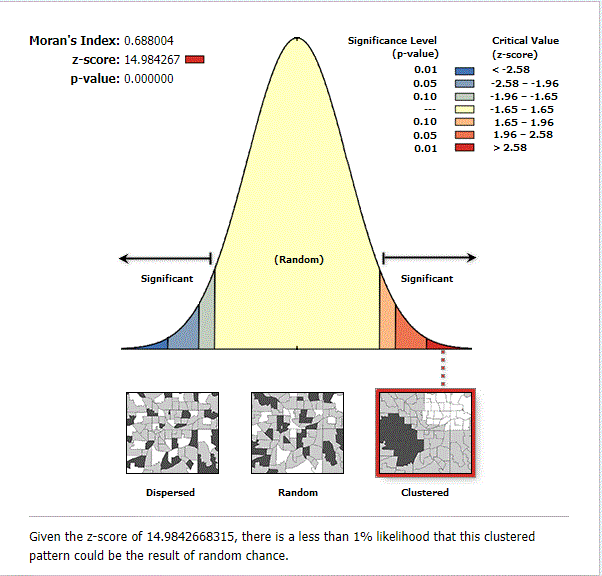 Moran's Index: 0.688004
z-score: 14.984267
p-value: 0.000000
Significance Level
(p-value)
Critical Value
(z-score)
0.01 < -2.58
0.05 -2.58 – -1.96
0.10 -1.96 – -1.65
--- -1.65 – 1.65
0.10 1.65 – 1.96
0.05 1.96 – 2.58
0.01 > 2.58
(Random)
Significant
Significant
Dispersed
Random
Clustered
Given the z-score of 14.9842668315, there is a less than 1% likelihood that this clustered
pattern could be the result of random chance.